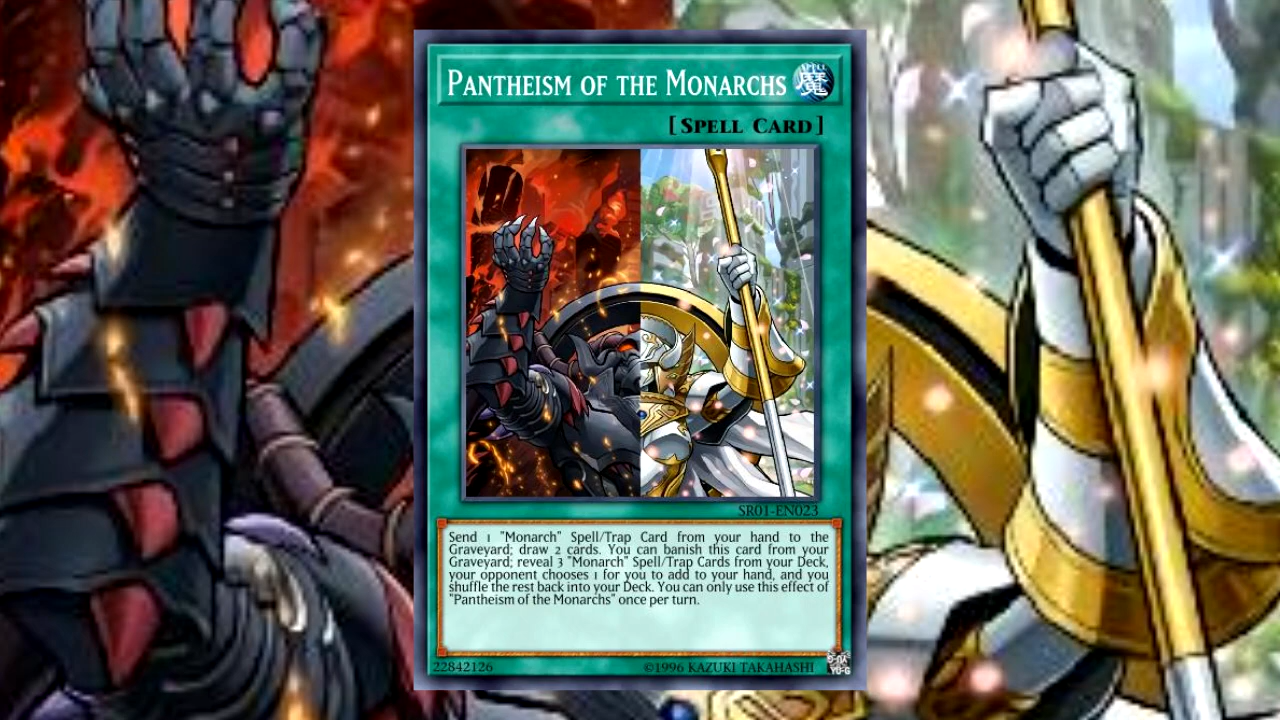 Pantheism of the Monarchs 魔
[ Spell Card ]
SR01-EN023
Send 1 "Monarch" Spell/Trap Card from your hand to the
Graveyard; draw 2 cards. You can banish this card from your
Graveyard; reveal 3 "Monarch" Spell/Trap Cards from your Deck,
your opponent chooses 1 for you to add to your hand, and you
shuffle the rest back into your Deck. You can only use this effect of
"Pantheism of the Monarchs" once per turn.
22842126 ©1996 KAZUKI TAKAHASHI